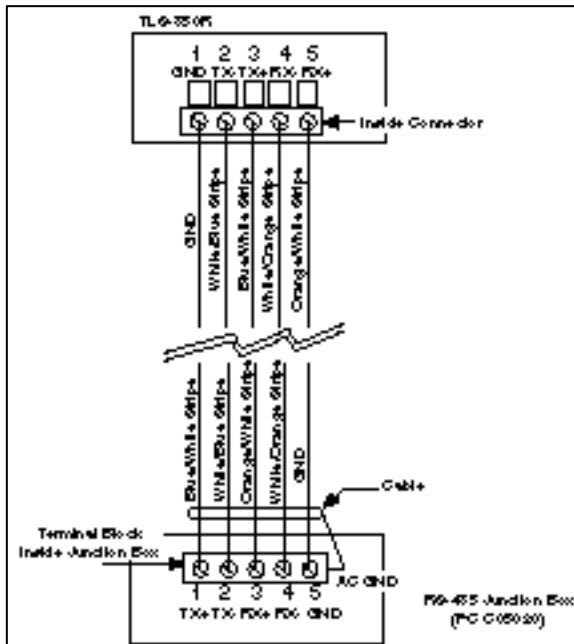 TLS-350R
1 2 3 4 5
GND TX- TX+ RX- RX+
Inside Connector
GND
White/Blue Stripe
Blue/White Stripe
White/Orange Stripe
Orange/White Stripe
Blue/White Stripe
White/Blue Stripe
Orange/White Stripe
White/Orange Stripe
GND
Cable
Terminal Block
Inside Junction Box
AC GND
1 2 3 4 5
TX+ TX- RX+ RX- GND
RS-485 Junction Box